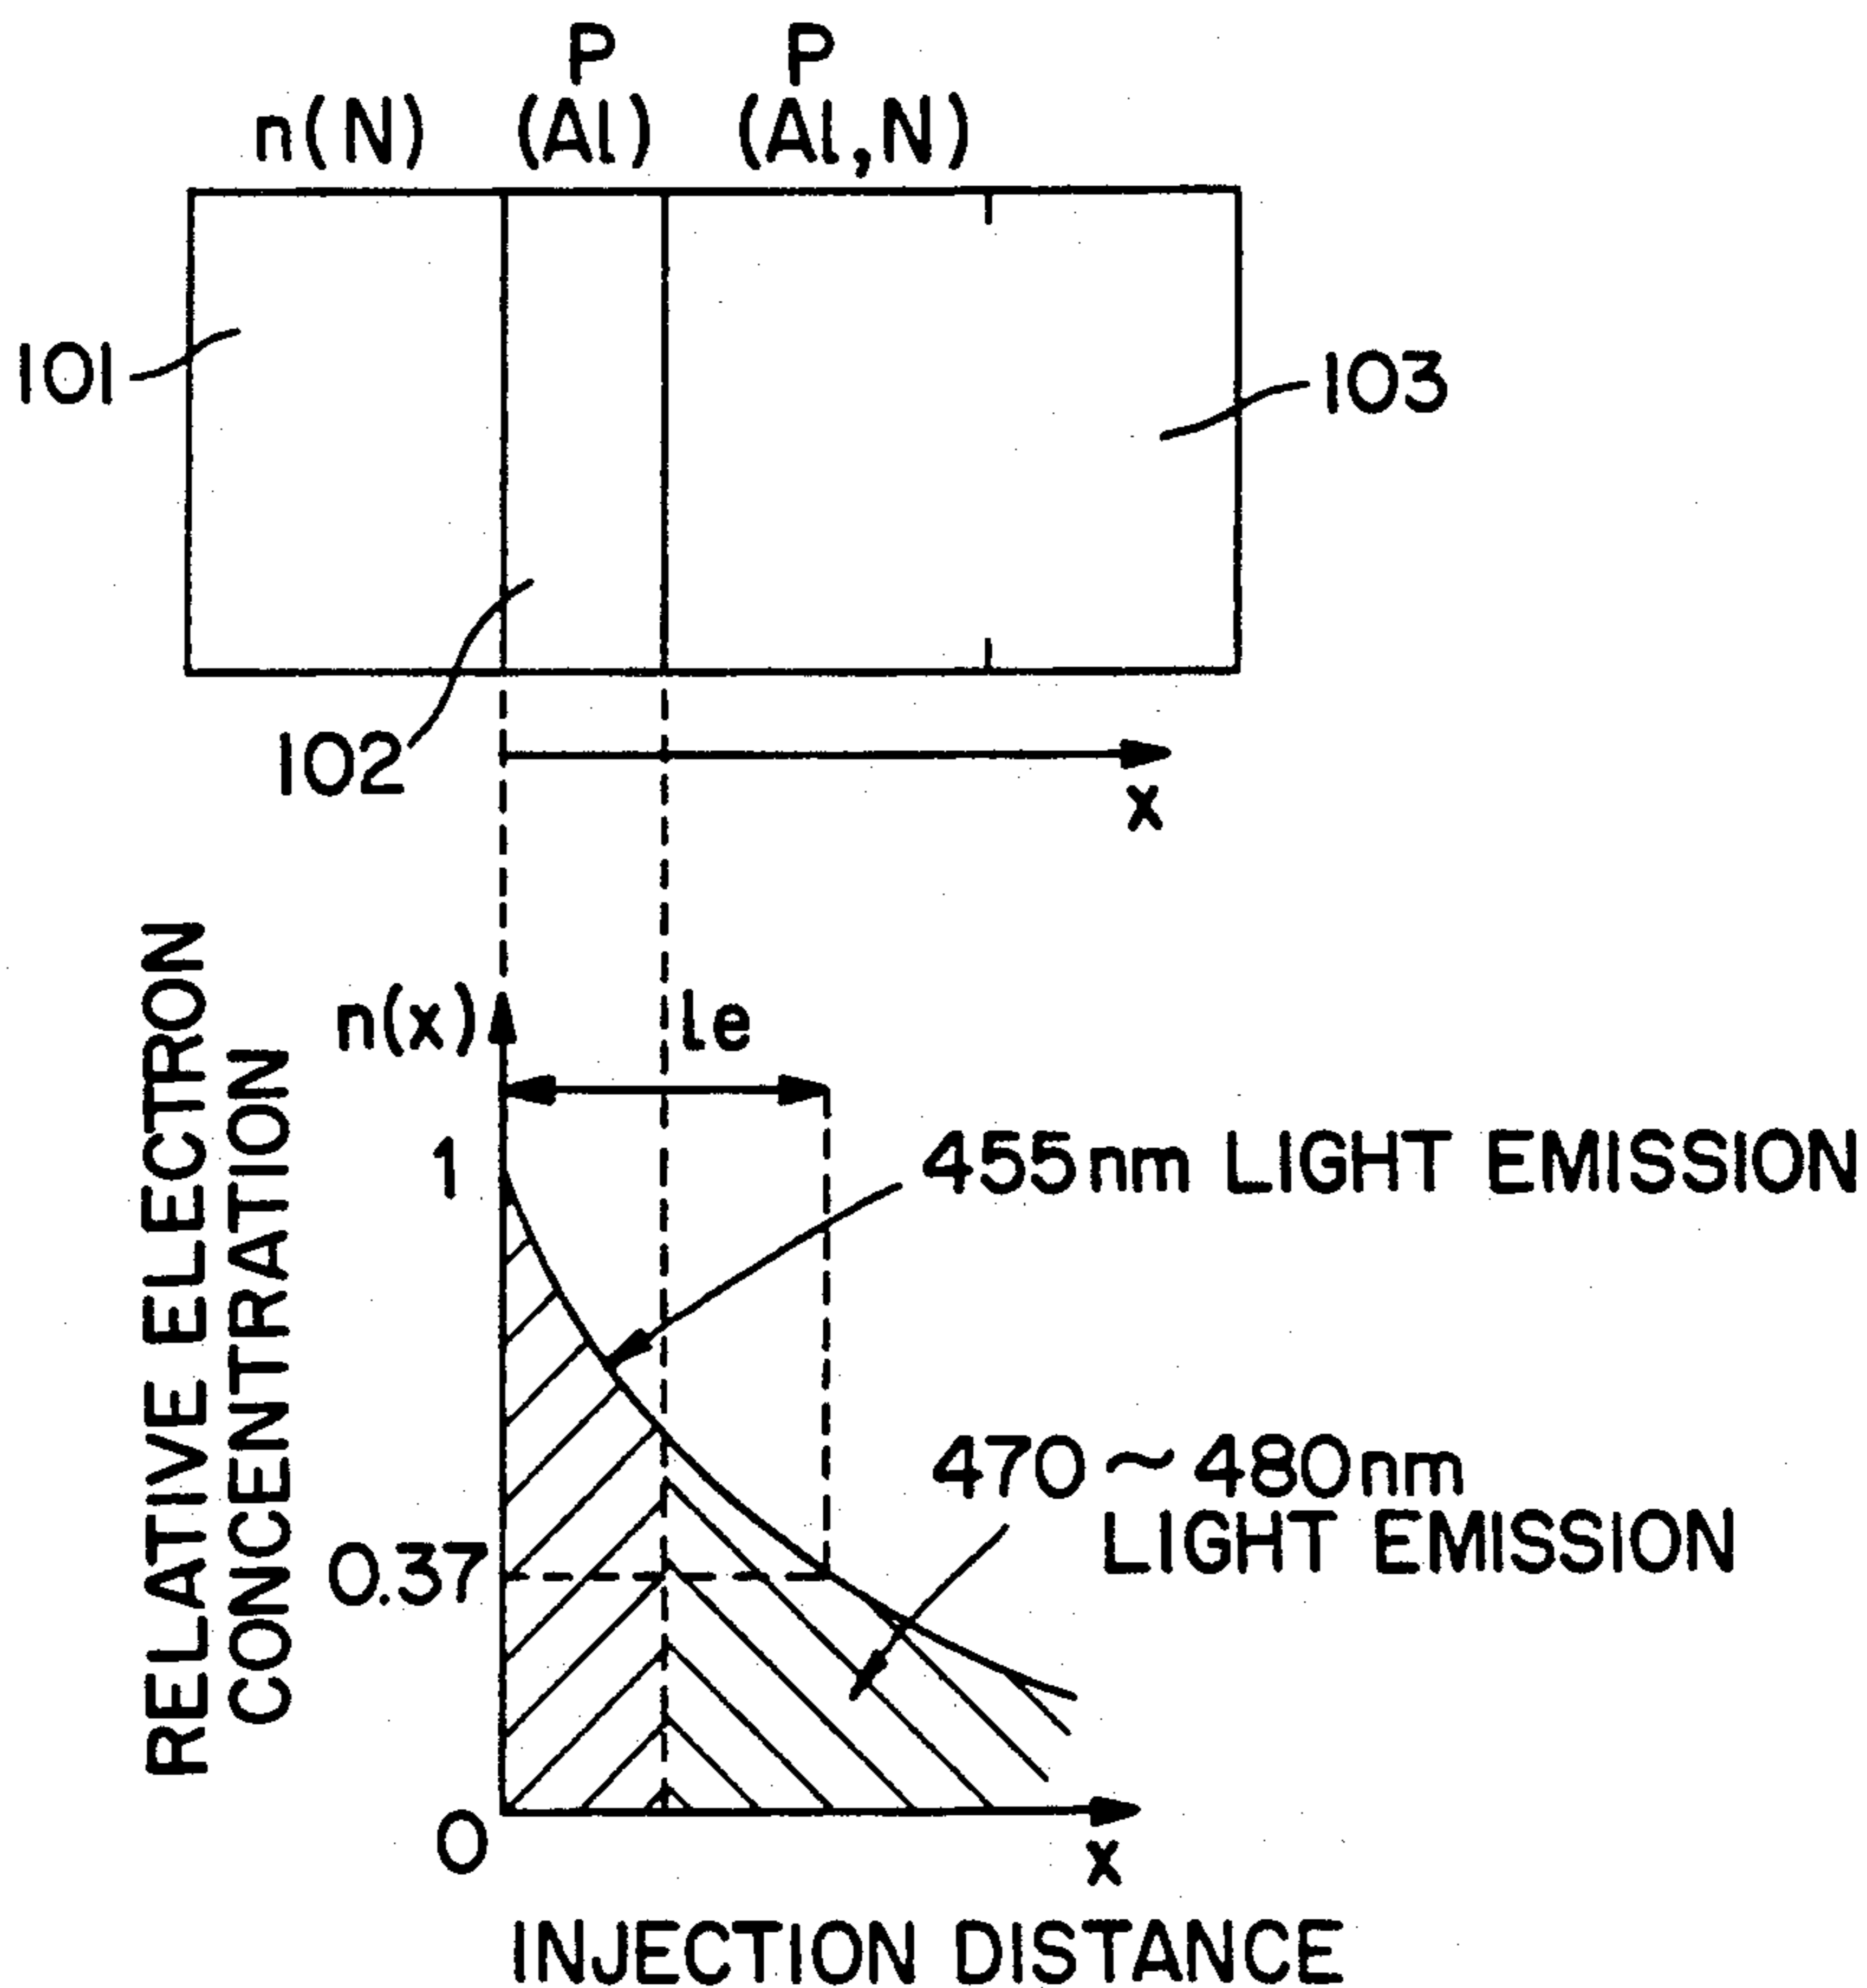 P P
n(N) (Al) (Al,N)
101
103
102
x
RELATIVE ELECTRON
CONCENTRATION
n(x)
le
1
455nm LIGHT EMISSION
470~480nm
LIGHT EMISSION
0.37
0
x
INJECTION DISTANCE